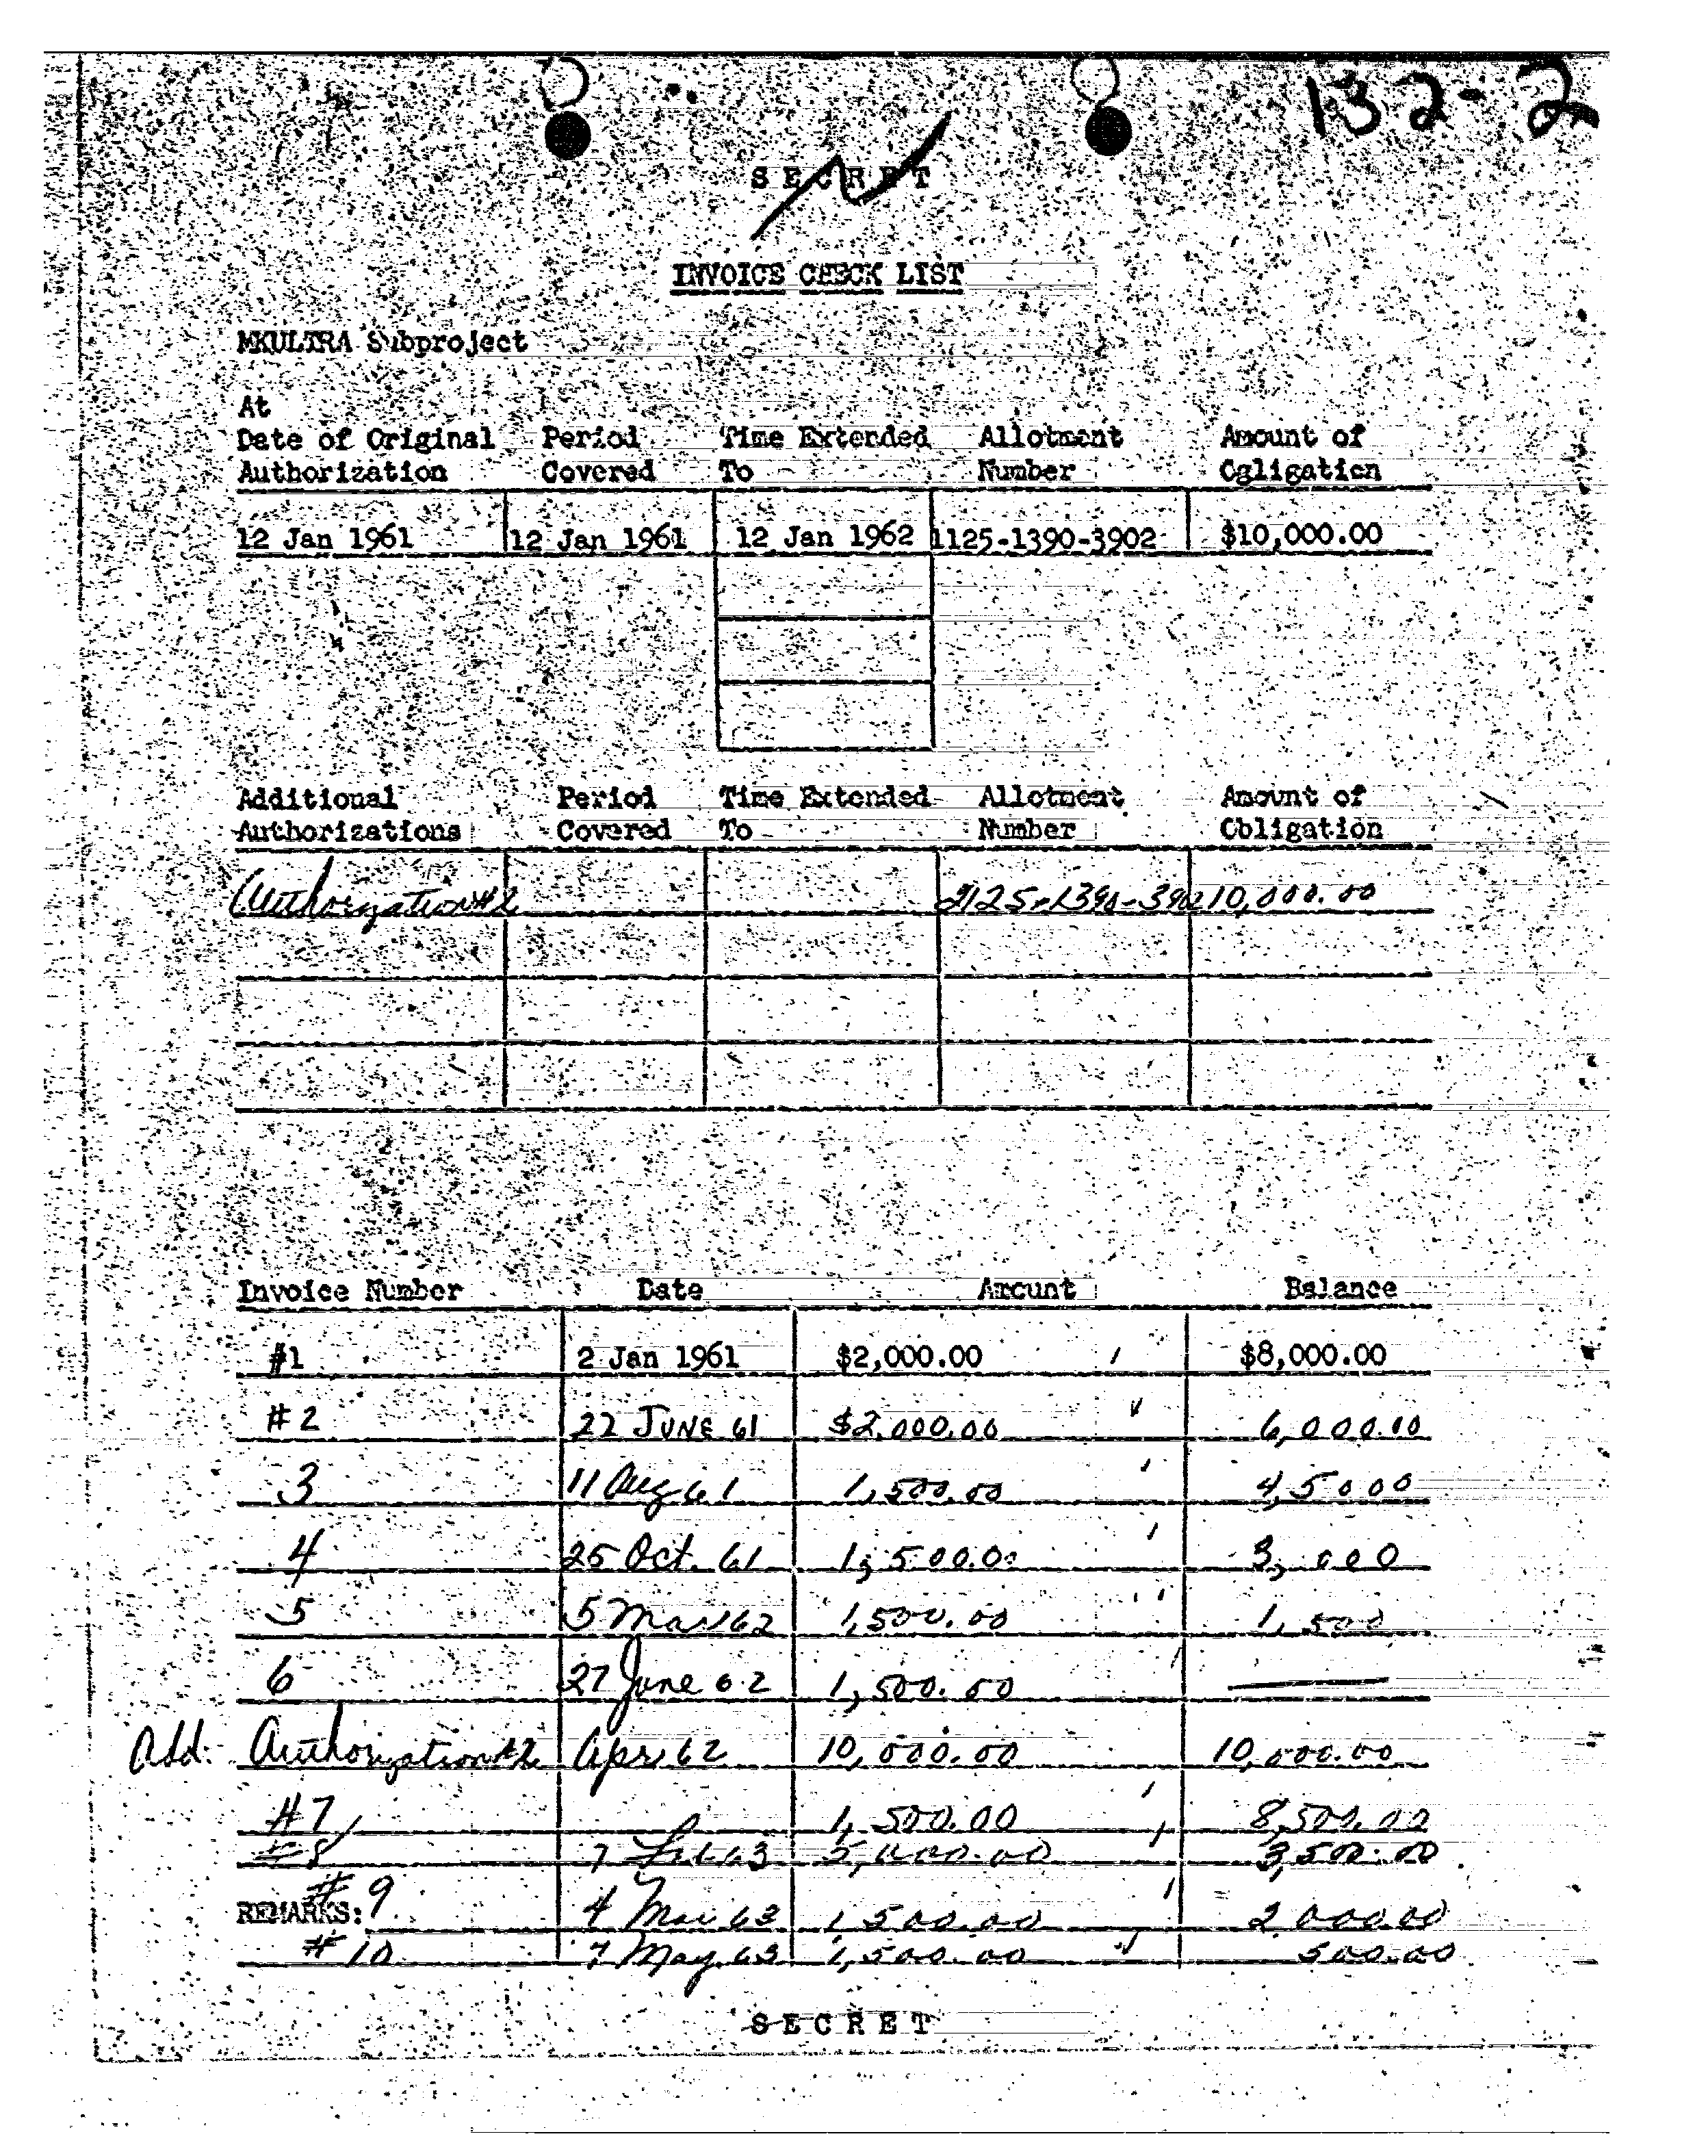 132-2
SECRET
INVOICE CHECK LIST
MKULTRA Subproject
At
Date of Original Period Time Extended Allotment Amount of
Authorization Covered To Number Ogligation
12 Jan 1961 12 Jan 1961 12 Jan 1962 1125-1390-3902 $10,000.00
Additional Period Time Extended Allotment Amount of
Authorizations Covered To Number Obligation
Authorization #2 2125-1390-3902 10,000.00
Invoice Number Date Amount Balance
#1 2 Jan 1961 $2,000.00 $8,000.00
#2 22 JUNE 61 $2,000.00 6,000.00
3 11 Aug 61 1,500.00 4,5000
4 25 Oct. 61 1,500.00 3,000
5 5 Mar 62 1,500.00 1,500
6 27 June 62 1,500.00
Add. Authorization #2 Apr 62 10,000.00 10,000.00
#7 1,500.00 8,500.00
#8 7 Feb 63 5,000.00 3,500.00
REMARKS: #9 4 Mar 63 1,500.00 2000.00
#10 7 May 63 1,500.00 500.00
SECRET